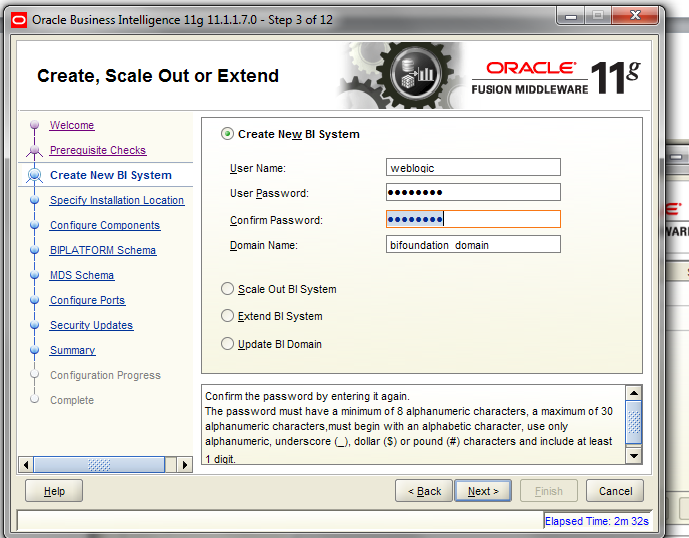 Oracle Business Intelligence 11g 11.1.1.7.0 - Step 3 of 12
Create, Scale Out or Extend
ORACLE
FUSION MIDDLEWARE 11g
Welcome
Prerequisite Checks
Create New BI System
Specify Installation Location
Configure Components
BIPLATFORM Schema
MDS Schema
Configure Ports
Security Updates
Summary
Configuration Progress
Complete
Create New BI System
User Name: weblogic
User Password: ●●●●●●●●
Confirm Password: ●●●●●●●●
Domain Name: bifoundation_domain
Scale Out BI System
Extend BI System
Update BI Domain
Confirm the password by entering it again.
The password must have a minimum of 8 alphanumeric characters, a maximum of 30
alphanumeric characters,must begin with an alphabetic character, use only
alphanumeric, underscore (_), dollar ($) or pound (#) characters and include at least
1 digit.
Help
< Back
Next >
Finish
Cancel
Elapsed Time: 2m 32s